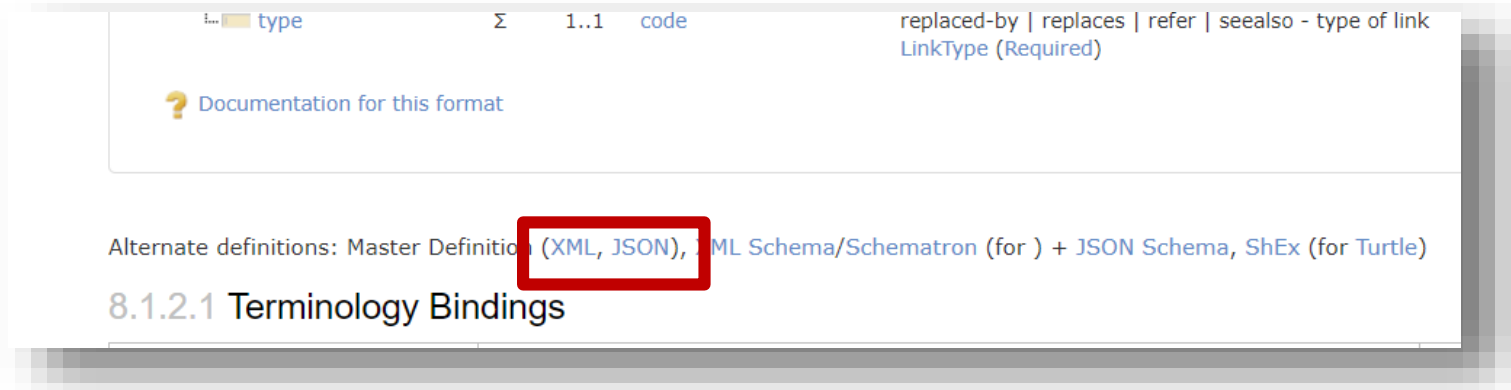 type Σ 1..1 code replaced-by | replaces | refer | seealso - type of link
LinkType (Required)
Documentation for this format
Alternate definitions: Master Definition (XML, JSON), XML Schema/Schematron (for ) + JSON Schema, ShEx (for Turtle)
8.1.2.1 Terminology Bindings